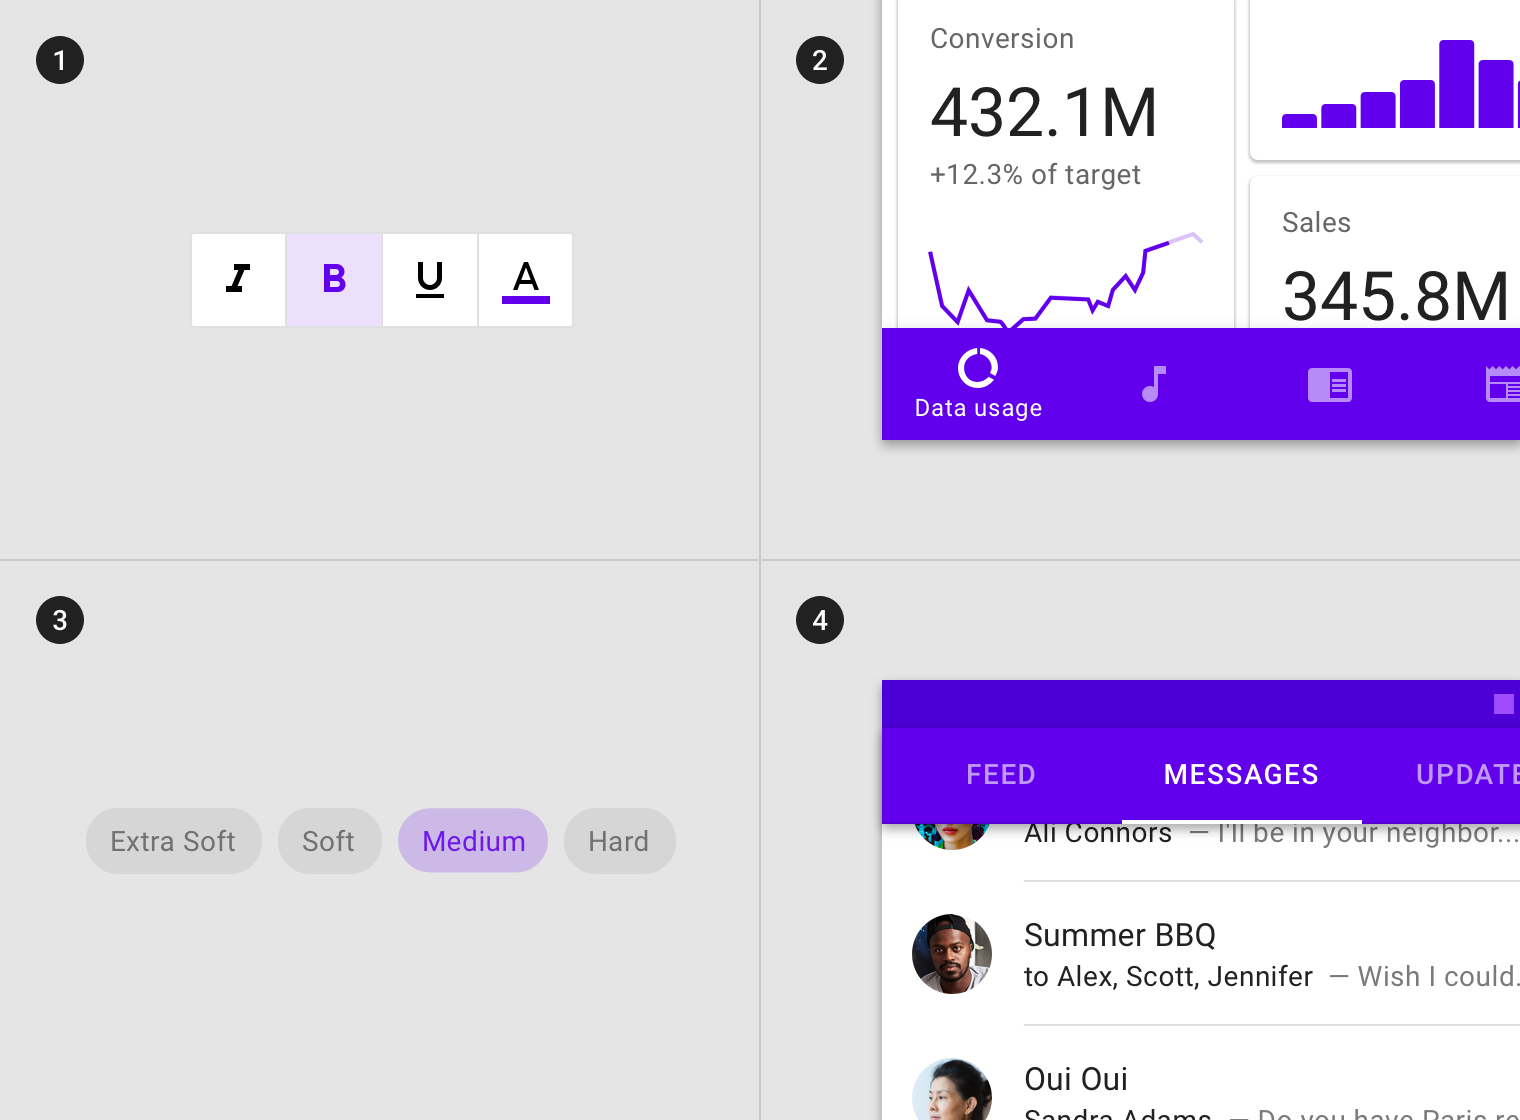 1
I B U A
2
Conversion
432.1M
+12.3% of target
Sales
345.8M
Data usage
3
Extra Soft Soft Medium Hard
4
FEED MESSAGES UPDATE
Ali Connors — I'll be in your neighbor...
Summer BBQ
to Alex, Scott, Jennifer — Wish I could.
Oui Oui
Sandra Adams — Do you have Paris re